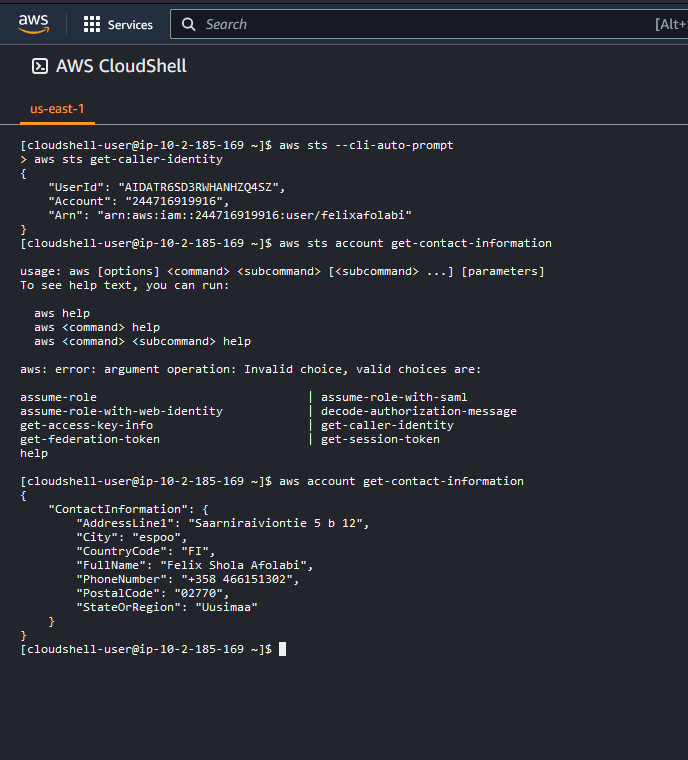 aws
Services
Search
[Alt+
AWS CloudShell
us-east-1
[cloudshell-user@ip-10-2-185-169 ~]$ aws sts --cli-auto-prompt
> aws sts get-caller-identity
{
    "UserId": "AIDATR6SD3RWHANHZQ4SZ",
    "Account": "244716919916",
    "Arn": "arn:aws:iam::244716919916:user/felixafolabi"
}
[cloudshell-user@ip-10-2-185-169 ~]$ aws sts account get-contact-information
usage: aws [options] <command> <subcommand> [<subcommand> ...] [parameters]
To see help text, you can run:
  aws help
  aws <command> help
  aws <command> <subcommand> help
aws: error: argument operation: Invalid choice, valid choices are:
assume-role                              | assume-role-with-saml
assume-role-with-web-identity            | decode-authorization-message
get-access-key-info                      | get-caller-identity
get-federation-token                     | get-session-token
help
[cloudshell-user@ip-10-2-185-169 ~]$ aws account get-contact-information
{
    "ContactInformation": {
        "AddressLine1": "Saarniraiviontie 5 b 12",
        "City": "espoo",
        "CountryCode": "FI",
        "FullName": "Felix Shola Afolabi",
        "PhoneNumber": "+358 466151302",
        "PostalCode": "02770",
        "StateOrRegion": "Uusimaa"
    }
}
[cloudshell-user@ip-10-2-185-169 ~]$